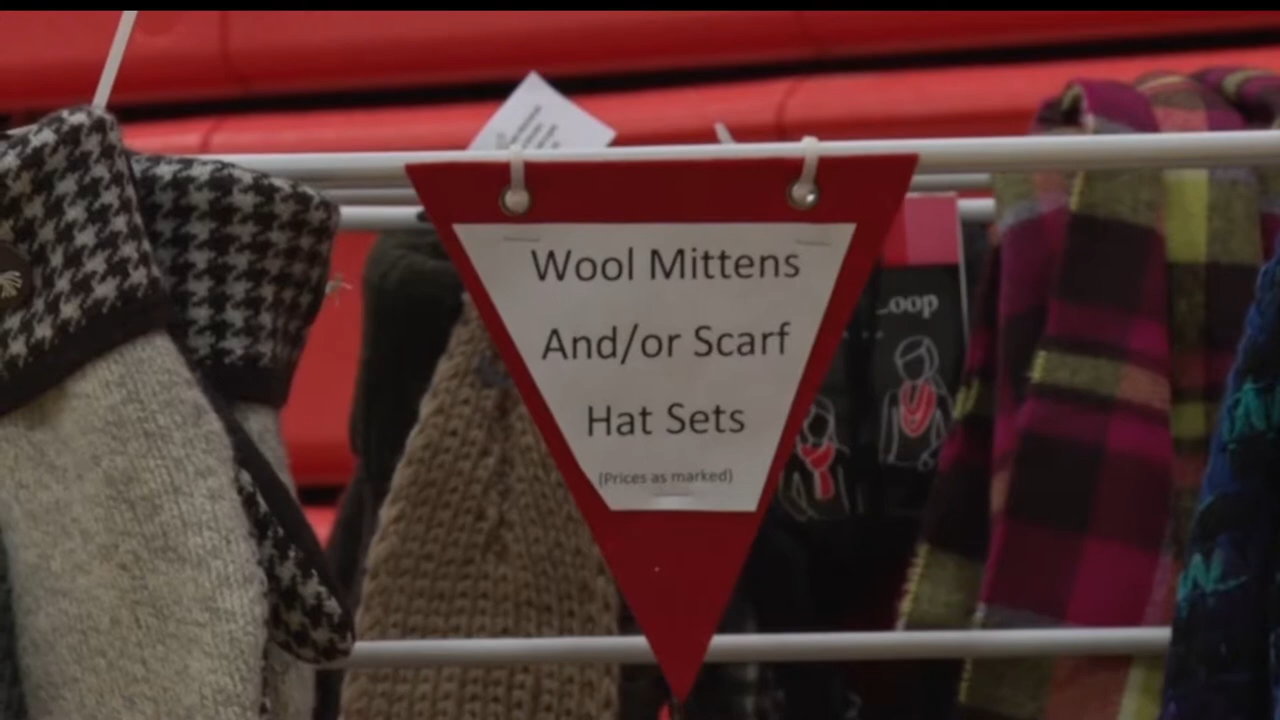 Wool Mittens
And/or Scarf
Hat Sets
(Prices as marked)
Loop